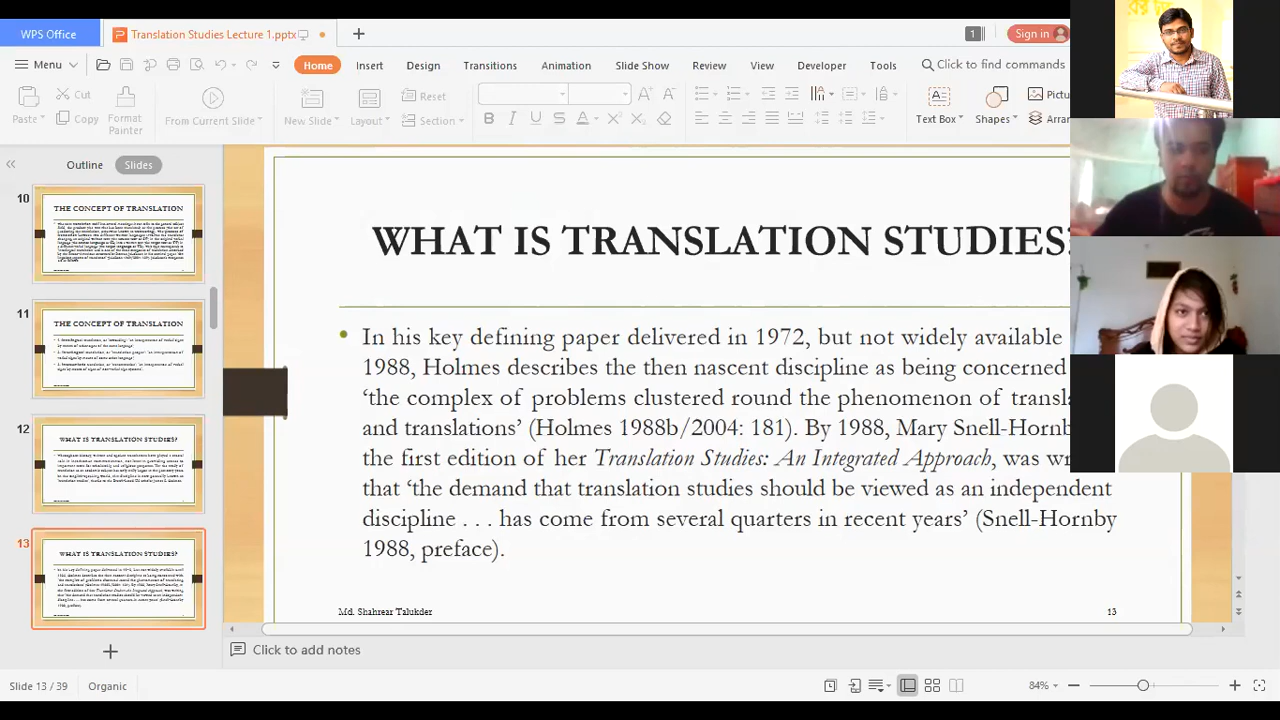 WPS Office
Translation Studies Lecture 1.pptx
1
Sign in
Menu
Home
Insert
Design
Transitions
Animation
Slide Show
Review
View
Developer
Tools
Click to find commands
Cut
Painter
From Current Slide
New Slide
Layout
Reset
Section
B I U S A
Text Box
Shapes
Pictu
Arran
Outline
Slides
10
THE CONCEPT OF TRANSLATION
11
THE CONCEPT OF TRANSLATION
12
WHAT IS TRANSLATION STUDIES?
13
WHAT IS TRANSLATION STUDIES?
WHAT IS TRANSLATION STUDIES?
• In his key defining paper delivered in 1972, but not widely available
1988, Holmes describes the then nascent discipline as being concerned
‘the complex of problems clustered round the phenomenon of transla
and translations’ (Holmes 1988b/2004: 181). By 1988, Mary Snell-Hornb
the first edition of her Translation Studies: An Integrated Approach, was wr
that ‘the demand that translation studies should be viewed as an independent
discipline . . . has come from several quarters in recent years’ (Snell-Hornby
1988, preface).
Md. Shahrear Talukder
13
Click to add notes
Slide 13 / 39
Organic
84%